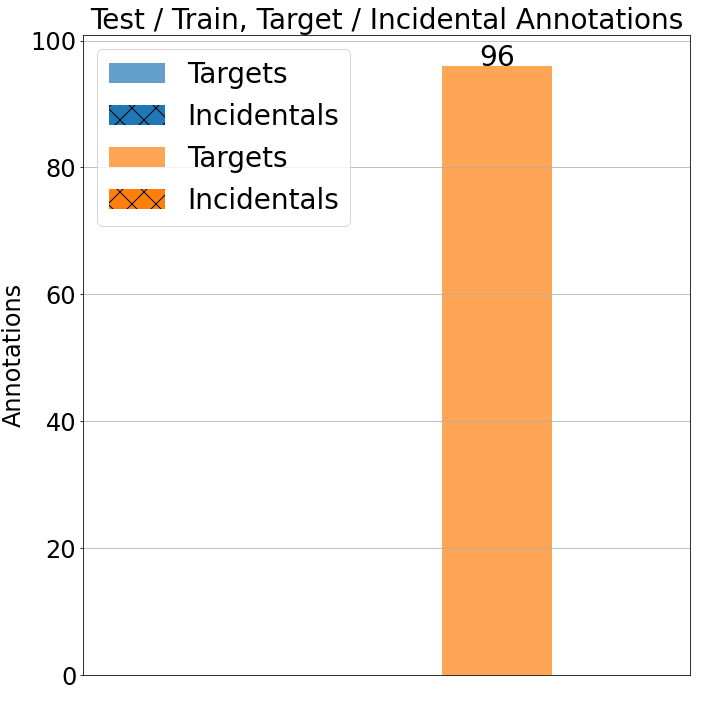 Test / Train, Target / Incidental Annotations
96
Targets
Incidentals
Targets
Incidentals
100
80
60
40
20
0
Annotations